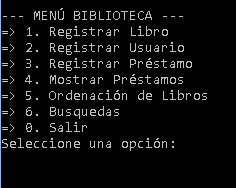 --- MENÚ BIBLIOTECA ---
=> 1. Registrar Libro
=> 2. Registrar Usuario
=> 3. Registrar Préstamo
=> 4. Mostrar Préstamos
=> 5. Ordenación de Libros
=> 6. Busquedas
=> 0. Salir
Seleccione una opción: